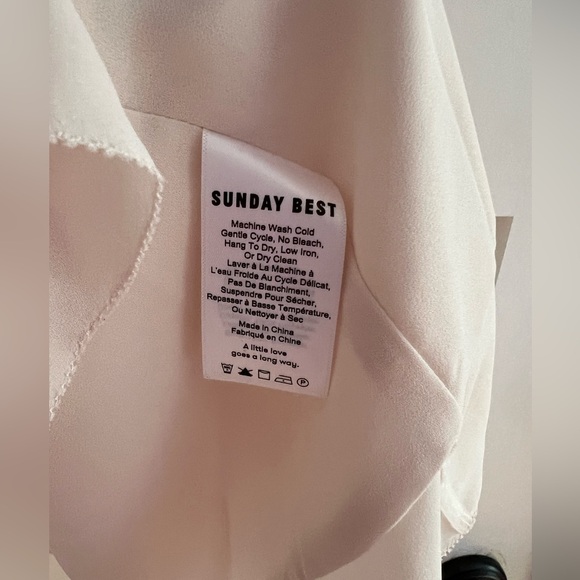 SUNDAY BEST
Machine Wash Cold
Gentle Cycle, No Bleach,
Hang To Dry, Low Iron,
Or Dry Clean
Laver à La Machine à
L'eau Froide Au Cycle Délicat,
Pas De Blanchiment,
Suspendre Pour Sécher,
Repasser à Basse Température,
Ou Nettoyer à Sec
Made in China
Fabriqué en Chine
A little love
goes a long way.
P